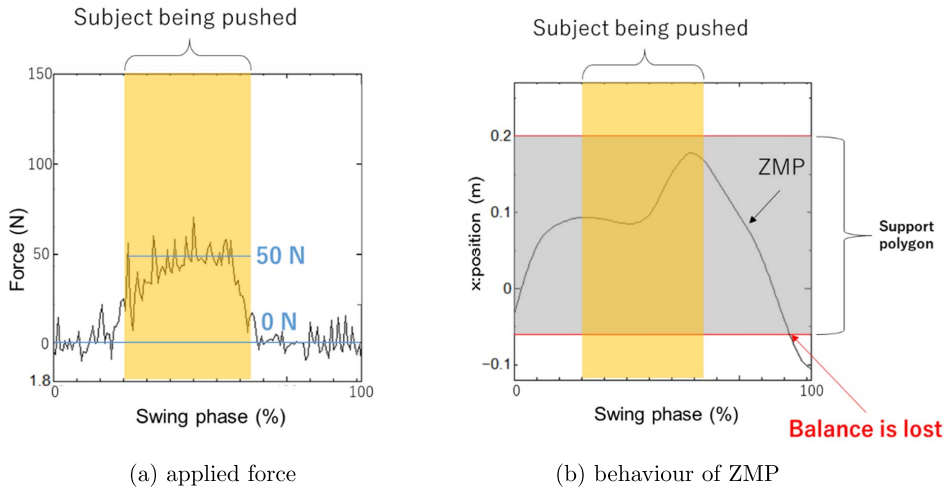 Subject being pushed
150
100
50
0
1.8
Force (N)
50 N
0 N
0
100
Swing phase (%)
(a) applied force
Subject being pushed
0.2
0.1
0
−0.1
x:position (m)
ZMP
Support
polygon
0
100
Swing phase (%)
Balance is lost
(b) behaviour of ZMP